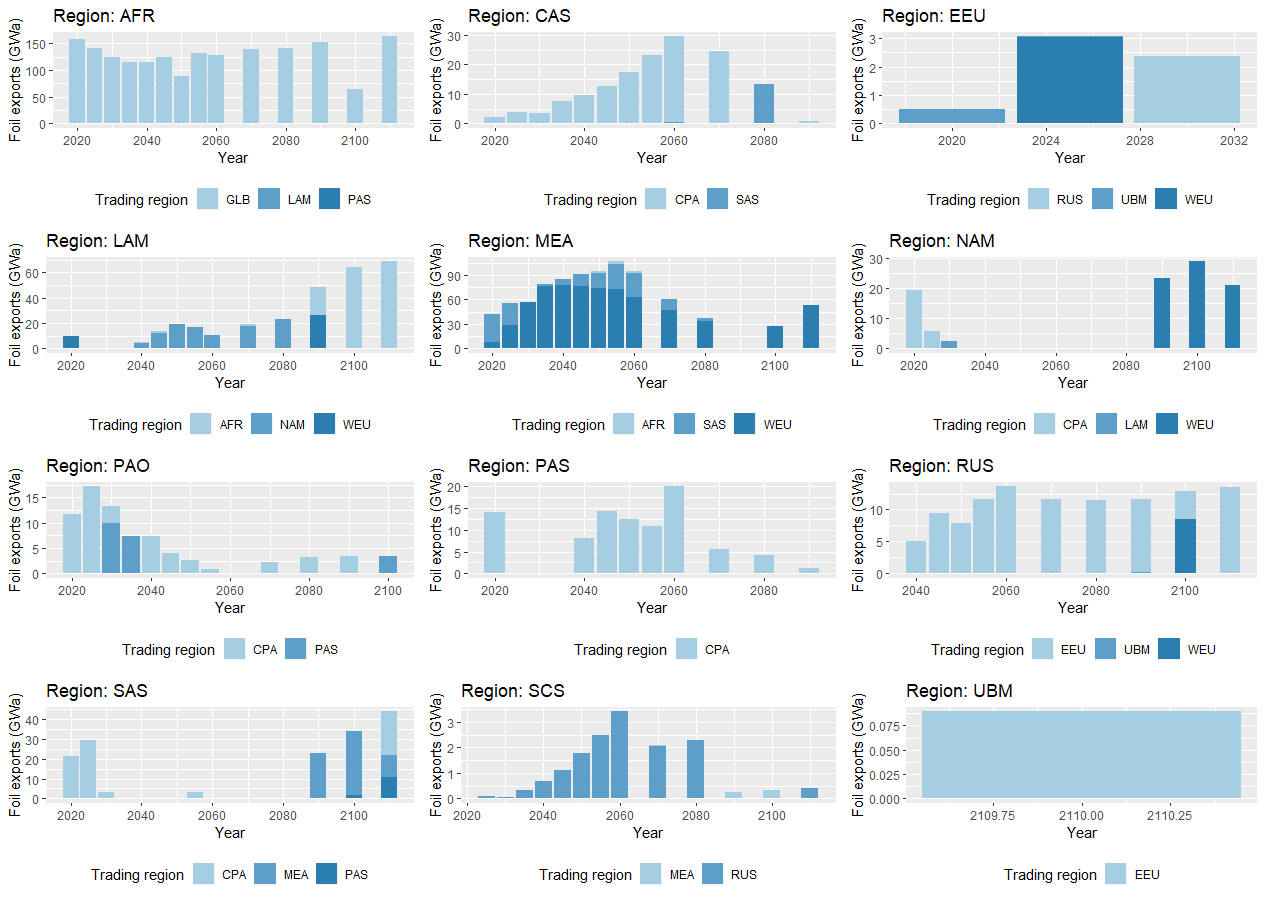 Region: AFR
Foil exports (GWa)
150
100
50
0
2020
2040
2060
2080
2100
Year
Trading region
GLB
LAM
PAS
Region: CAS
Foil exports (GWa)
30
20
10
0
2020
2040
2060
2080
Year
Trading region
CPA
SAS
Region: EEU
Foil exports (GWa)
3
2
1
0
2020
2024
2028
2032
Year
Trading region
RUS
UBM
WEU
Region: LAM
Foil exports (GWa)
60
40
20
0
2020
2040
2060
2080
2100
Year
Trading region
AFR
NAM
WEU
Region: MEA
Foil exports (GWa)
90
60
30
0
2020
2040
2060
2080
2100
Year
Trading region
AFR
SAS
WEU
Region: NAM
Foil exports (GWa)
30
20
10
0
2020
2040
2060
2080
2100
Year
Trading region
CPA
LAM
WEU
Region: PAO
Foil exports (GWa)
15
10
5
0
2020
2040
2060
2080
2100
Year
Trading region
CPA
PAS
Region: PAS
Foil exports (GWa)
20
15
10
5
0
2020
2040
2060
2080
Year
Trading region
CPA
Region: RUS
Foil exports (GWa)
10
5
0
2040
2060
2080
2100
Year
Trading region
EEU
UBM
WEU
Region: SAS
Foil exports (GWa)
40
30
20
10
0
2020
2040
2060
2080
2100
Year
Trading region
CPA
MEA
PAS
Region: SCS
Foil exports (GWa)
3
2
1
0
2020
2040
2060
2080
2100
Year
Trading region
MEA
RUS
Region: UBM
Foil exports (GWa)
0.075
0.050
0.025
0.000
2109.75
2110.00
2110.25
Year
Trading region
EEU